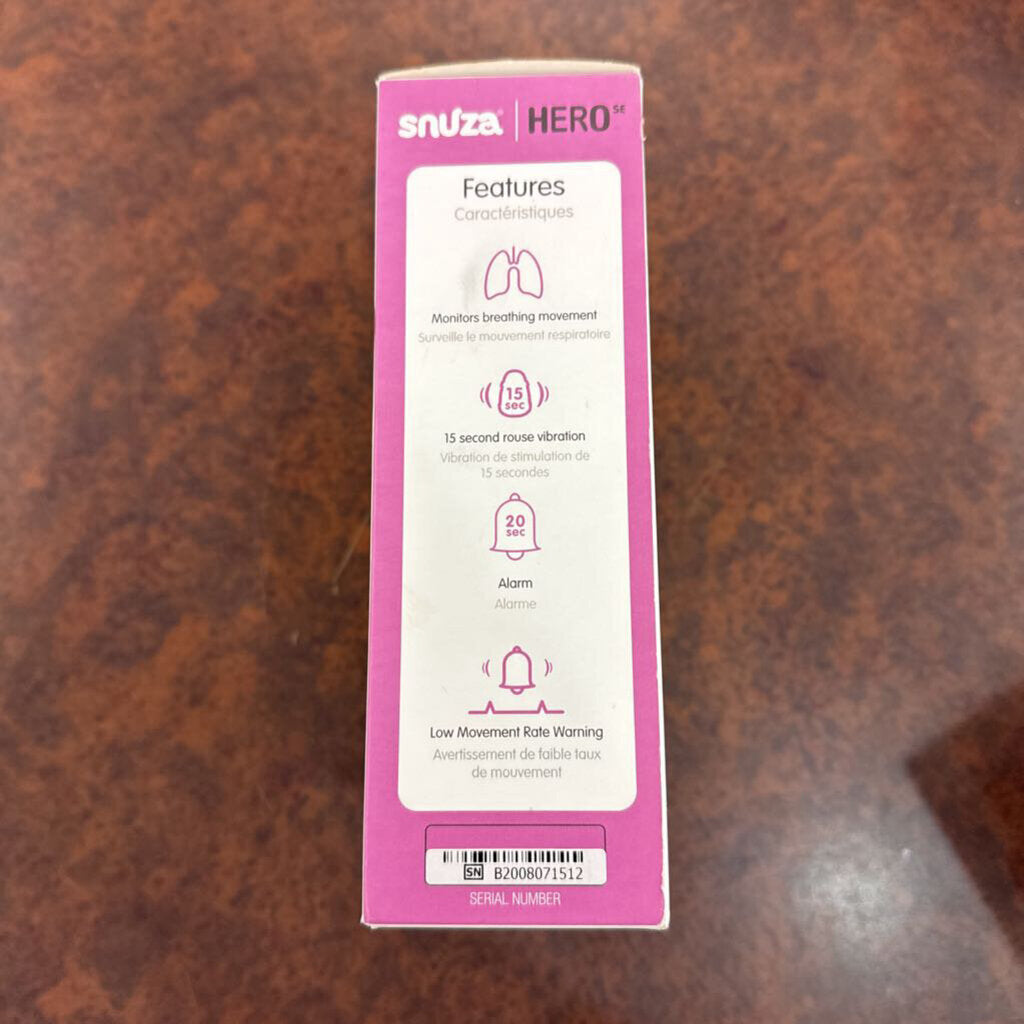 snuza | HERO SE
Features
Caractéristiques
Monitors breathing movement
Surveille le mouvement respiratoire
15
sec
15 second rouse vibration
Vibration de stimulation de
15 secondes
20
sec
Alarm
Alarme
Low Movement Rate Warning
Avertissement de faible taux
de mouvement
SN B2008071512
SERIAL NUMBER